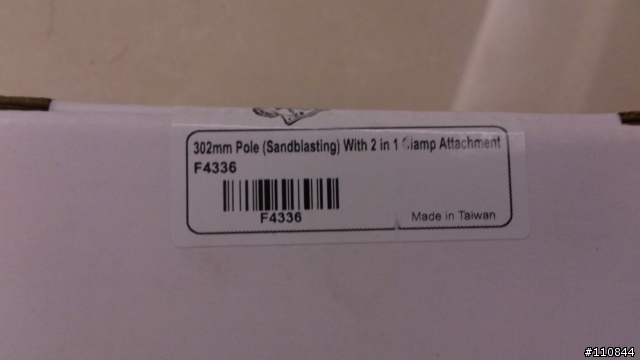 302mm Pole (Sandblasting) With 2 in 1 Clamp Attachment
F4336
F4336
Made in Taiwan
#110844